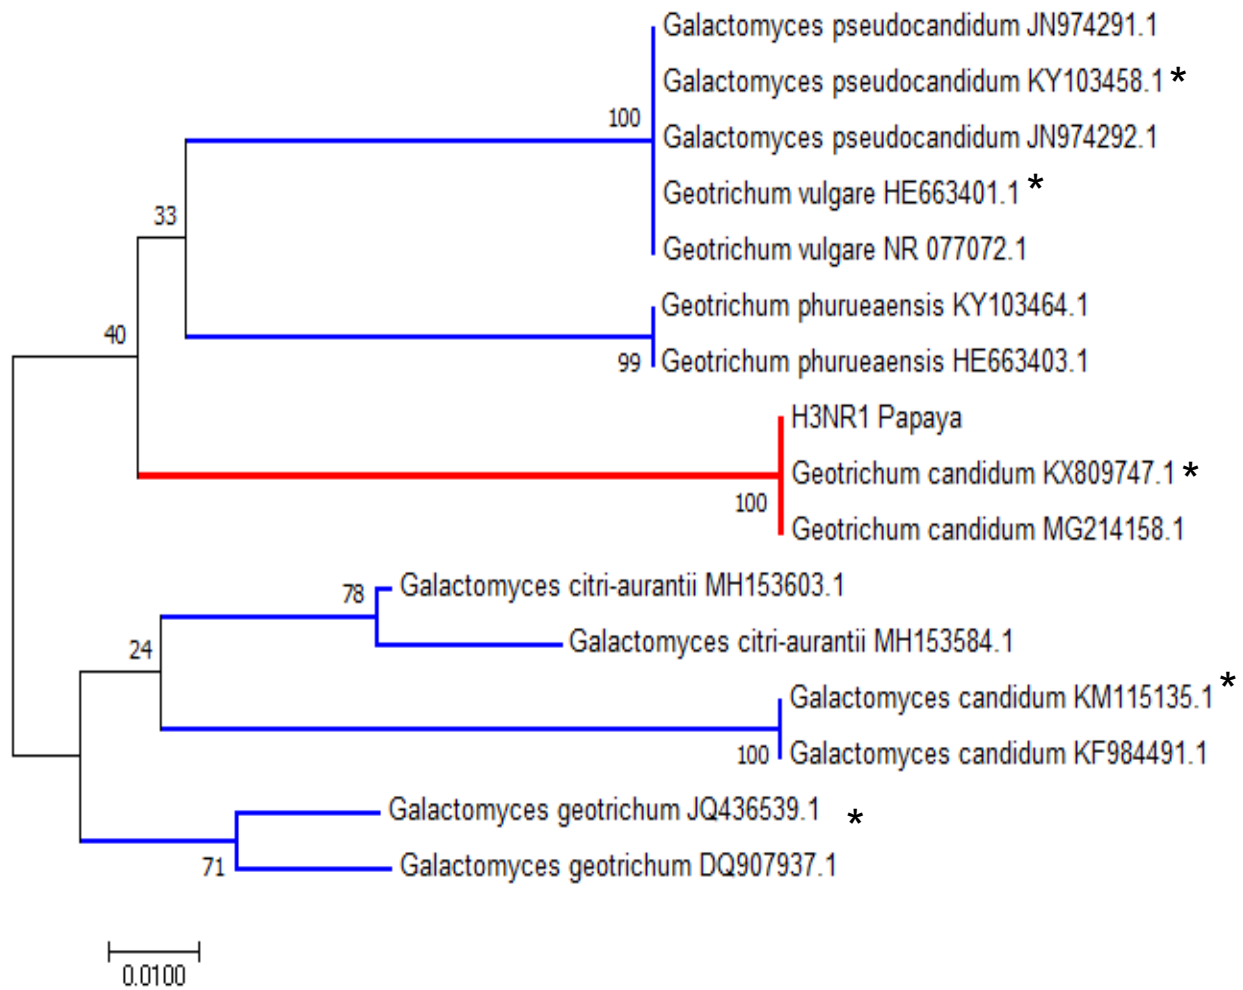 Galactomyces pseudocandidum JN974291.1
Galactomyces pseudocandidum KY103458.1 *
100
Galactomyces pseudocandidum JN974292.1
Geotrichum vulgare HE663401.1 *
33
Geotrichum vulgare NR 077072.1
Geotrichum phurueaensis KY103464.1
40
99 Geotrichum phurueaensis HE663403.1
H3NR1 Papaya
Geotrichum candidum KX809747.1 *
100
Geotrichum candidum MG214158.1
78 Galactomyces citri-aurantii MH153603.1
24 Galactomyces citri-aurantii MH153584.1
Galactomyces candidum KM115135.1 *
100 Galactomyces candidum KF984491.1
Galactomyces geotrichum JQ436539.1 *
71 Galactomyces geotrichum DQ907937.1
0.0100